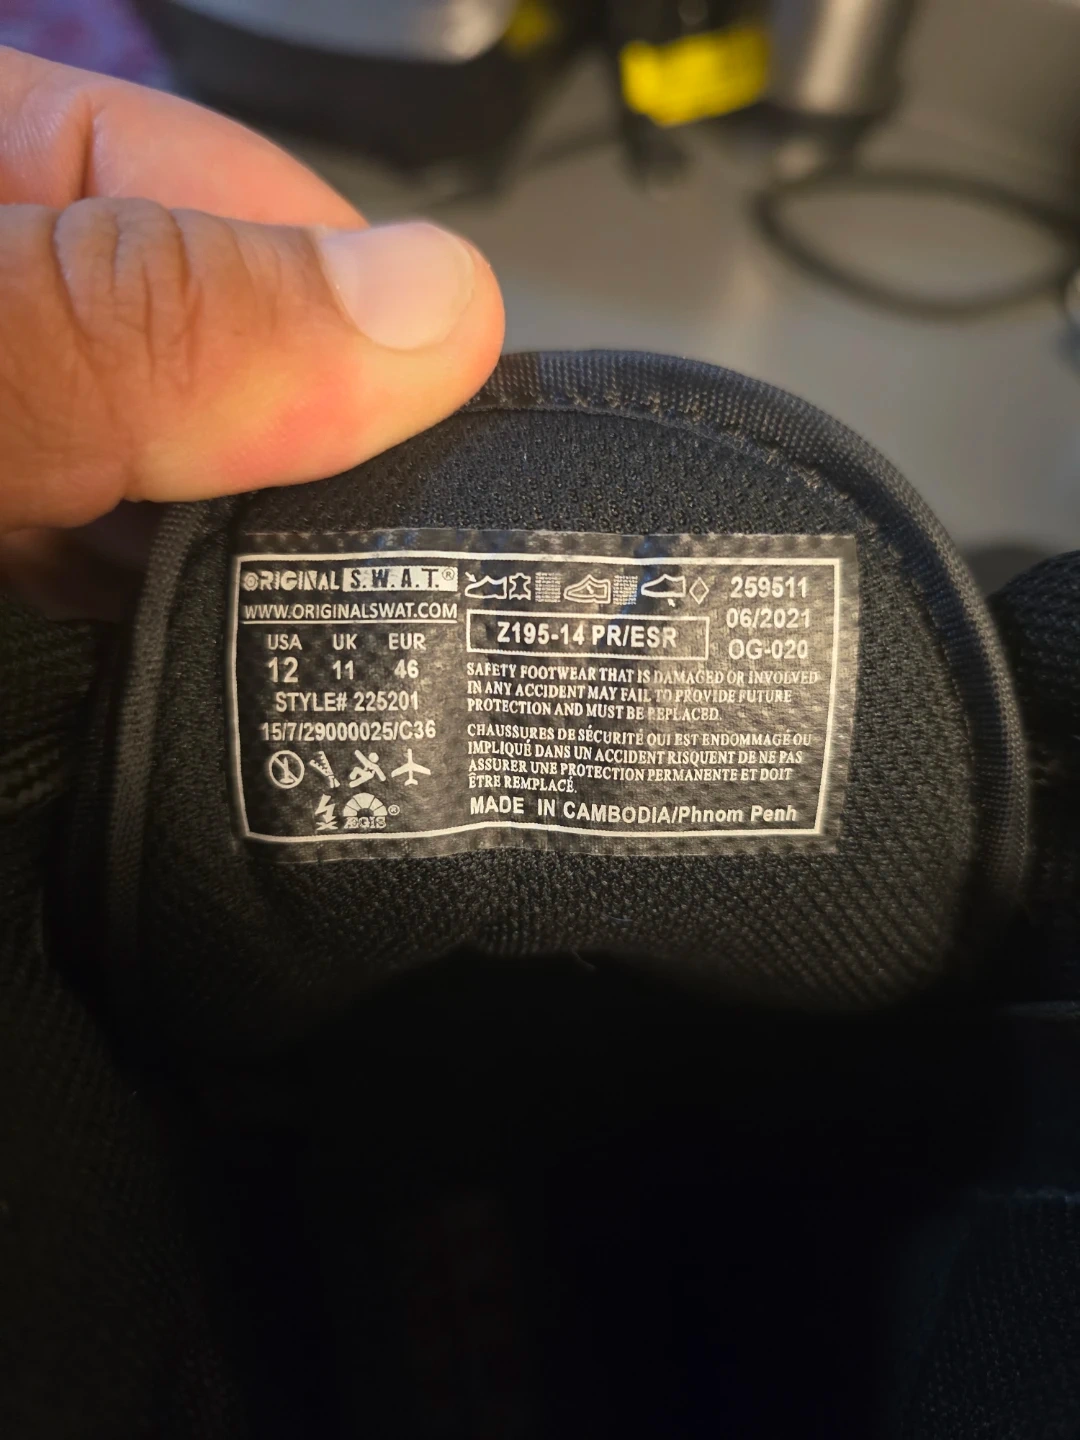 ORIGINAL S.W.A.T.®
WWW.ORIGINALSWAT.COM
USA UK EUR
12 11 46
STYLE# 225201
15/7/29000025/C36
ÆGIS®
259511
06/2021
Z195-14 PR/ESR
OG-020
SAFETY FOOTWEAR THAT IS DAMAGED OR INVOLVED
IN ANY ACCIDENT MAY FAIL TO PROVIDE FUTURE
PROTECTION AND MUST BE REPLACED.
CHAUSSURES DE SÉCURITÉ QUI EST ENDOMMAGÉ OU
IMPLIQUÉ DANS UN ACCIDENT RISQUENT DE NE PAS
ASSURER UNE PROTECTION PERMANENTE ET DOIT
ÊTRE REMPLACÉ.
MADE IN CAMBODIA/Phnom Penh